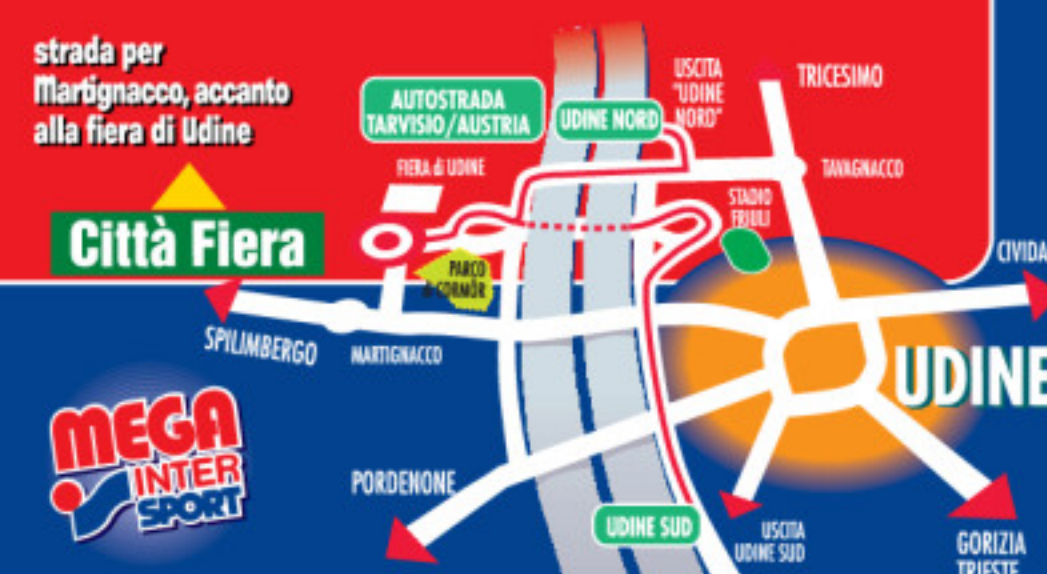 strada per
Martignacco, accanto
alla fiera di Udine
Città Fiera
AUTOSTRADA
TARVISIO/AUSTRIA
UDINE NORD
USCITA
"UDINE
NORD"
TRICESIMO
FIERA di UDINE
TAVAGNACCO
STADIO
FRIULI
PARCO
di CORMÔR
CIVIDA
SPILIMBERGO
MARTIGNACCO
UDINE
MEGA
INTER
SPORT
PORDENONE
UDINE SUD
USCITA
UDINE SUD
GORIZIA
TRIESTE